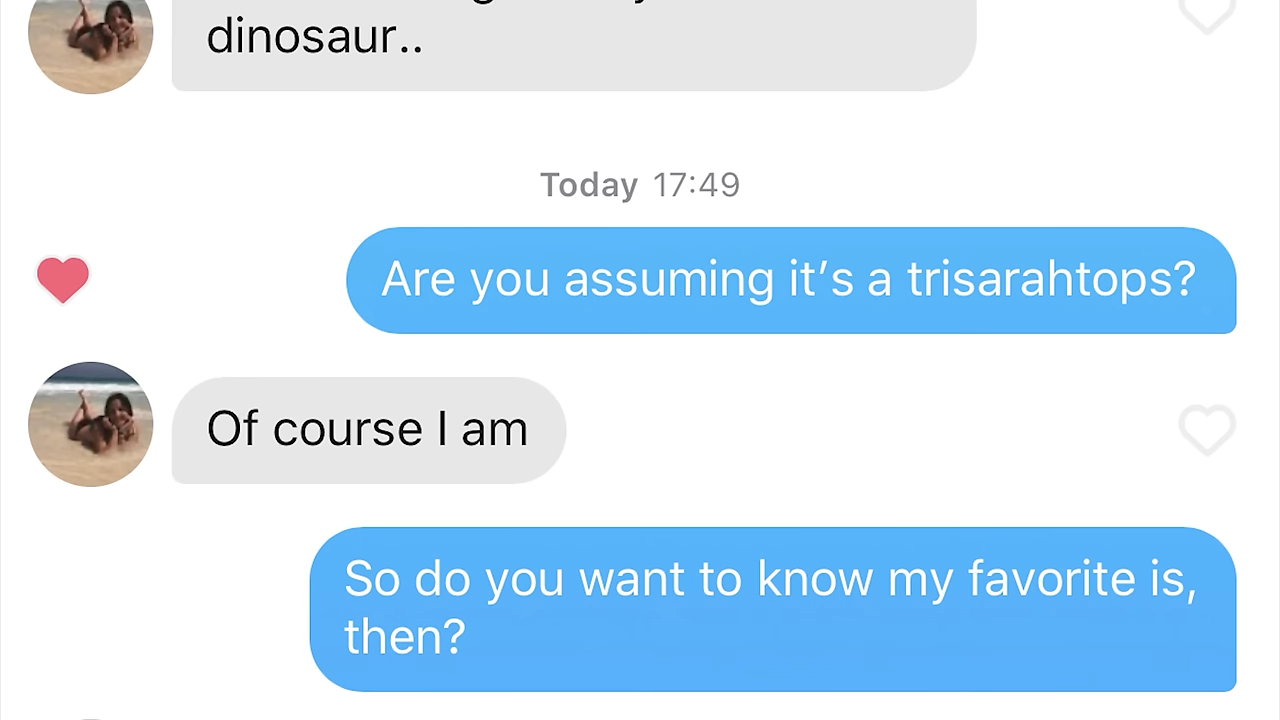 dinosaur..
Today 17:49
Are you assuming it’s a trisarahtops?
Of course I am
So do you want to know my favorite is,
then?